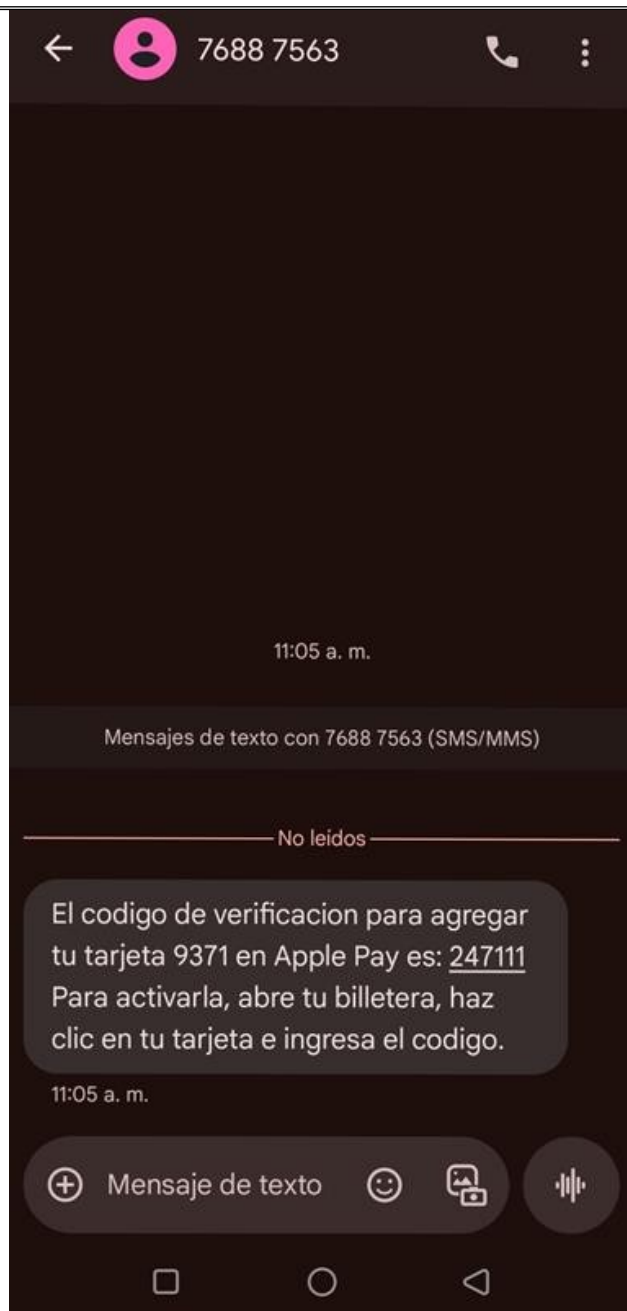 7688 7563
11:05 a. m.
Mensajes de texto con 7688 7563 (SMS/MMS)
No leídos
El codigo de verificacion para agregar
tu tarjeta 9371 en Apple Pay es: 247111
Para activarla, abre tu billetera, haz
clic en tu tarjeta e ingresa el codigo.
11:05 a. m.
Mensaje de texto